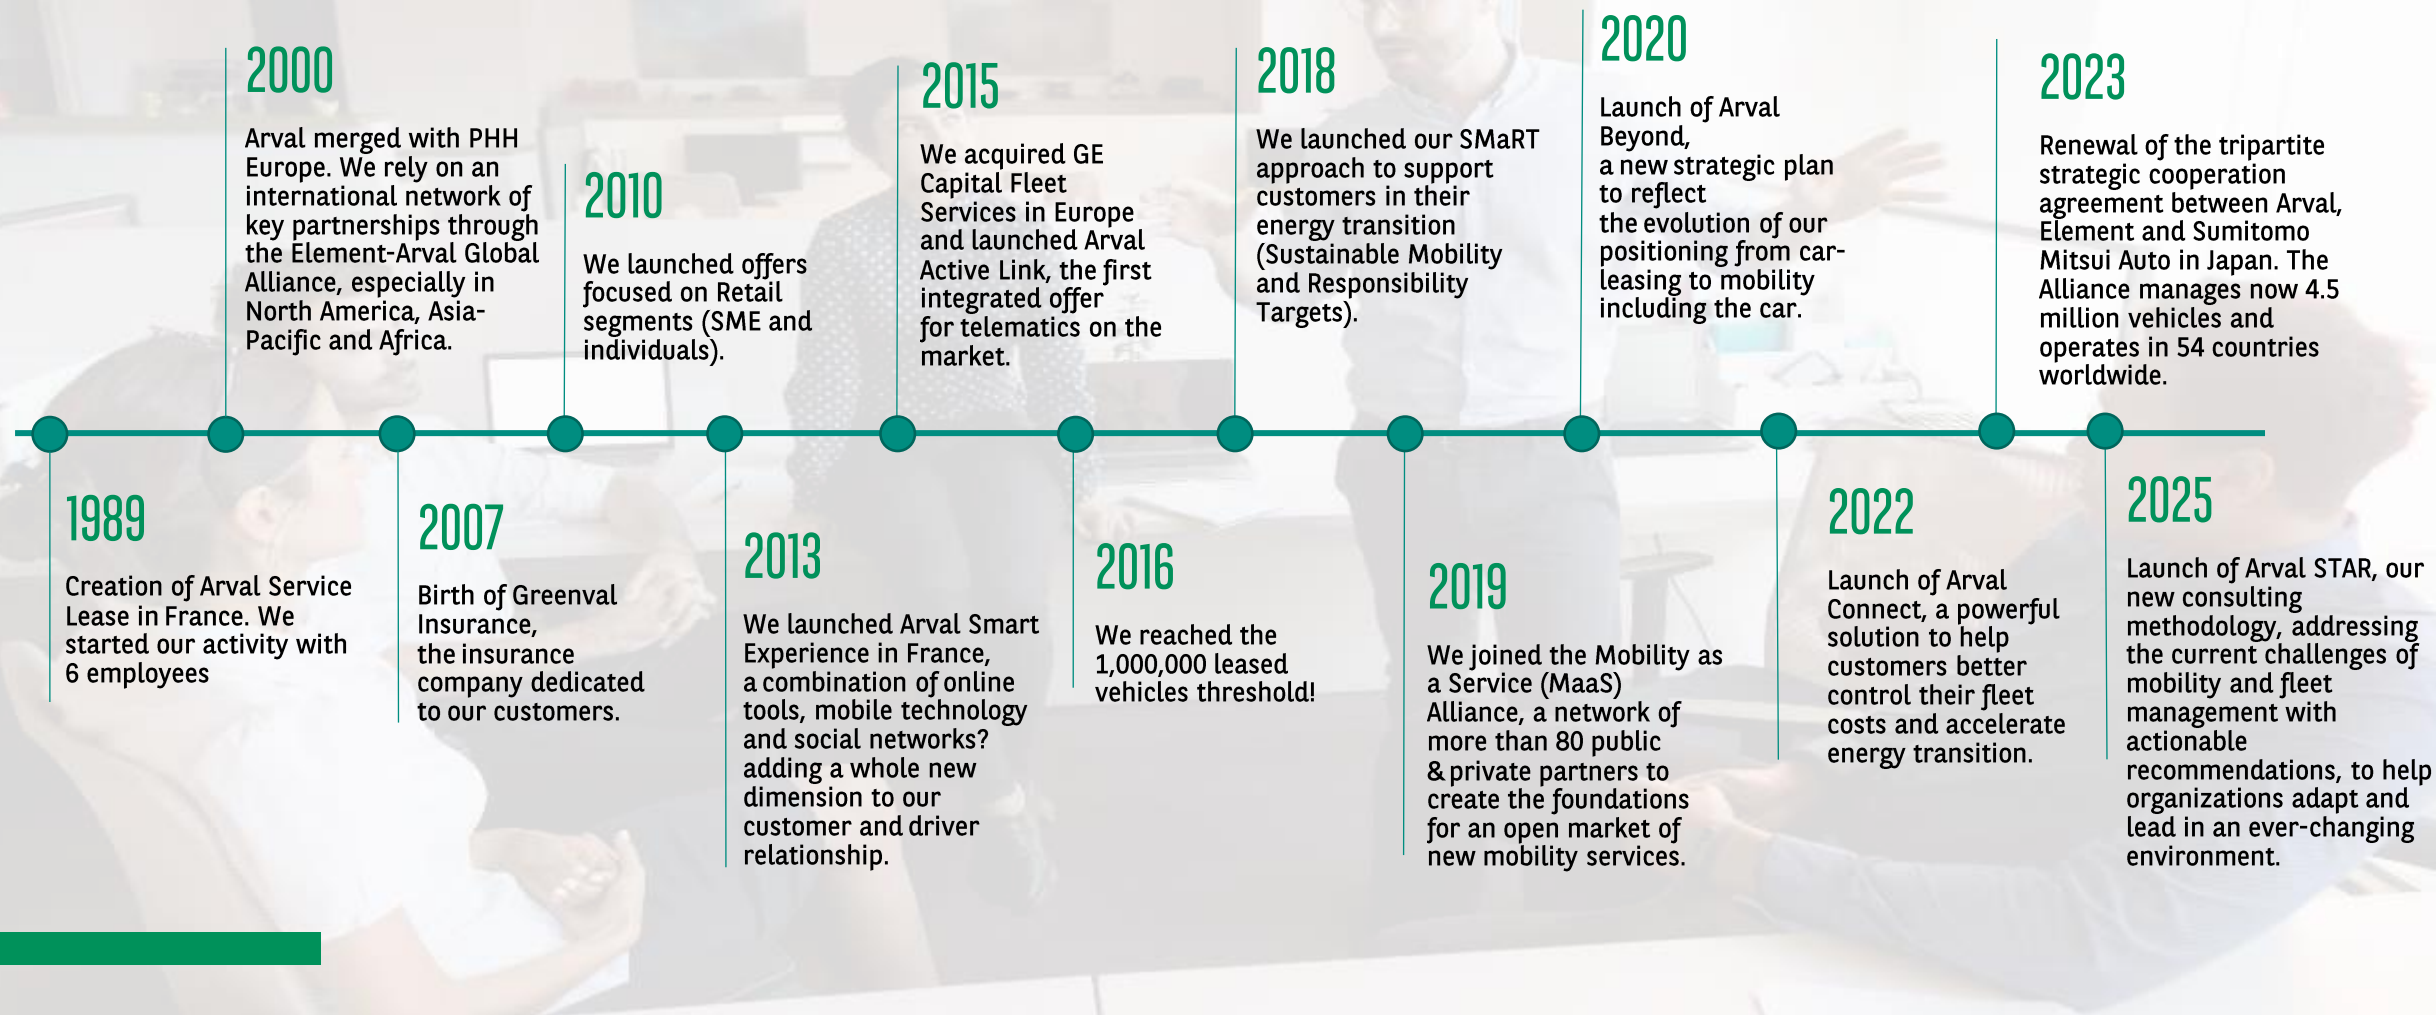 1989
Creation of Arval Service
Lease in France. We
started our activity with
6 employees
2000
Arval merged with PHH
Europe. We rely on an
international network of
key partnerships through
the Element-Arval Global
Alliance, especially in
North America, Asia-
Pacific and Africa.
2007
Birth of Greenval
Insurance,
the insurance
company dedicated
to our customers.
2010
We launched offers
focused on Retail
segments (SME and
individuals).
2013
We launched Arval Smart
Experience in France,
a combination of online
tools, mobile technology
and social networks?
adding a whole new
dimension to our
customer and driver
relationship.
2015
We acquired GE
Capital Fleet
Services in Europe
and launched Arval
Active Link, the first
integrated offer
for telematics on the
market.
2016
We reached the
1,000,000 leased
vehicles threshold!
2018
We launched our SMaRT
approach to support
customers in their
energy transition
(Sustainable Mobility
and Responsibility
Targets).
2019
We joined the Mobility as
a Service (MaaS)
Alliance, a network of
more than 80 public
& private partners to
create the foundations
for an open market of
new mobility services.
2020
Launch of Arval
Beyond,
a new strategic plan
to reflect
the evolution of our
positioning from car-
leasing to mobility
including the car.
2022
Launch of Arval
Connect, a powerful
solution to help
customers better
control their fleet
costs and accelerate
energy transition.
2023
Renewal of the tripartite
strategic cooperation
agreement between Arval,
Element and Sumitomo
Mitsui Auto in Japan. The
Alliance manages now 4.5
million vehicles and
operates in 54 countries
worldwide.
2025
Launch of Arval STAR, our
new consulting
methodology, addressing
the current challenges of
mobility and fleet
management with
actionable
recommendations, to help
organizations adapt and
lead in an ever-changing
environment.